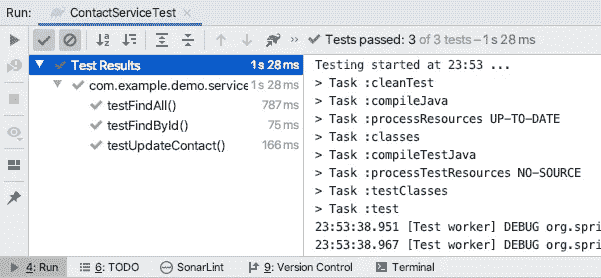 Run: ContactServiceTest
Tests passed: 3 of 3 tests – 1 s 28 ms
Test Results 1 s 28 ms
com.example.demo.service 1 s 28 ms
testFindAll() 787 ms
testFindById() 75 ms
testUpdateContact() 166 ms
Testing started at 23:53 ...
> Task :cleanTest
> Task :compileJava
> Task :processResources UP-TO-DATE
> Task :classes
> Task :compileTestJava
> Task :processTestResources NO-SOURCE
> Task :testClasses
> Task :test
23:53:38.951 [Test worker] DEBUG org.spri
23:53:38.967 [Test worker] DEBUG org.spri
4: Run 6: TODO SonarLint 9: Version Control Terminal